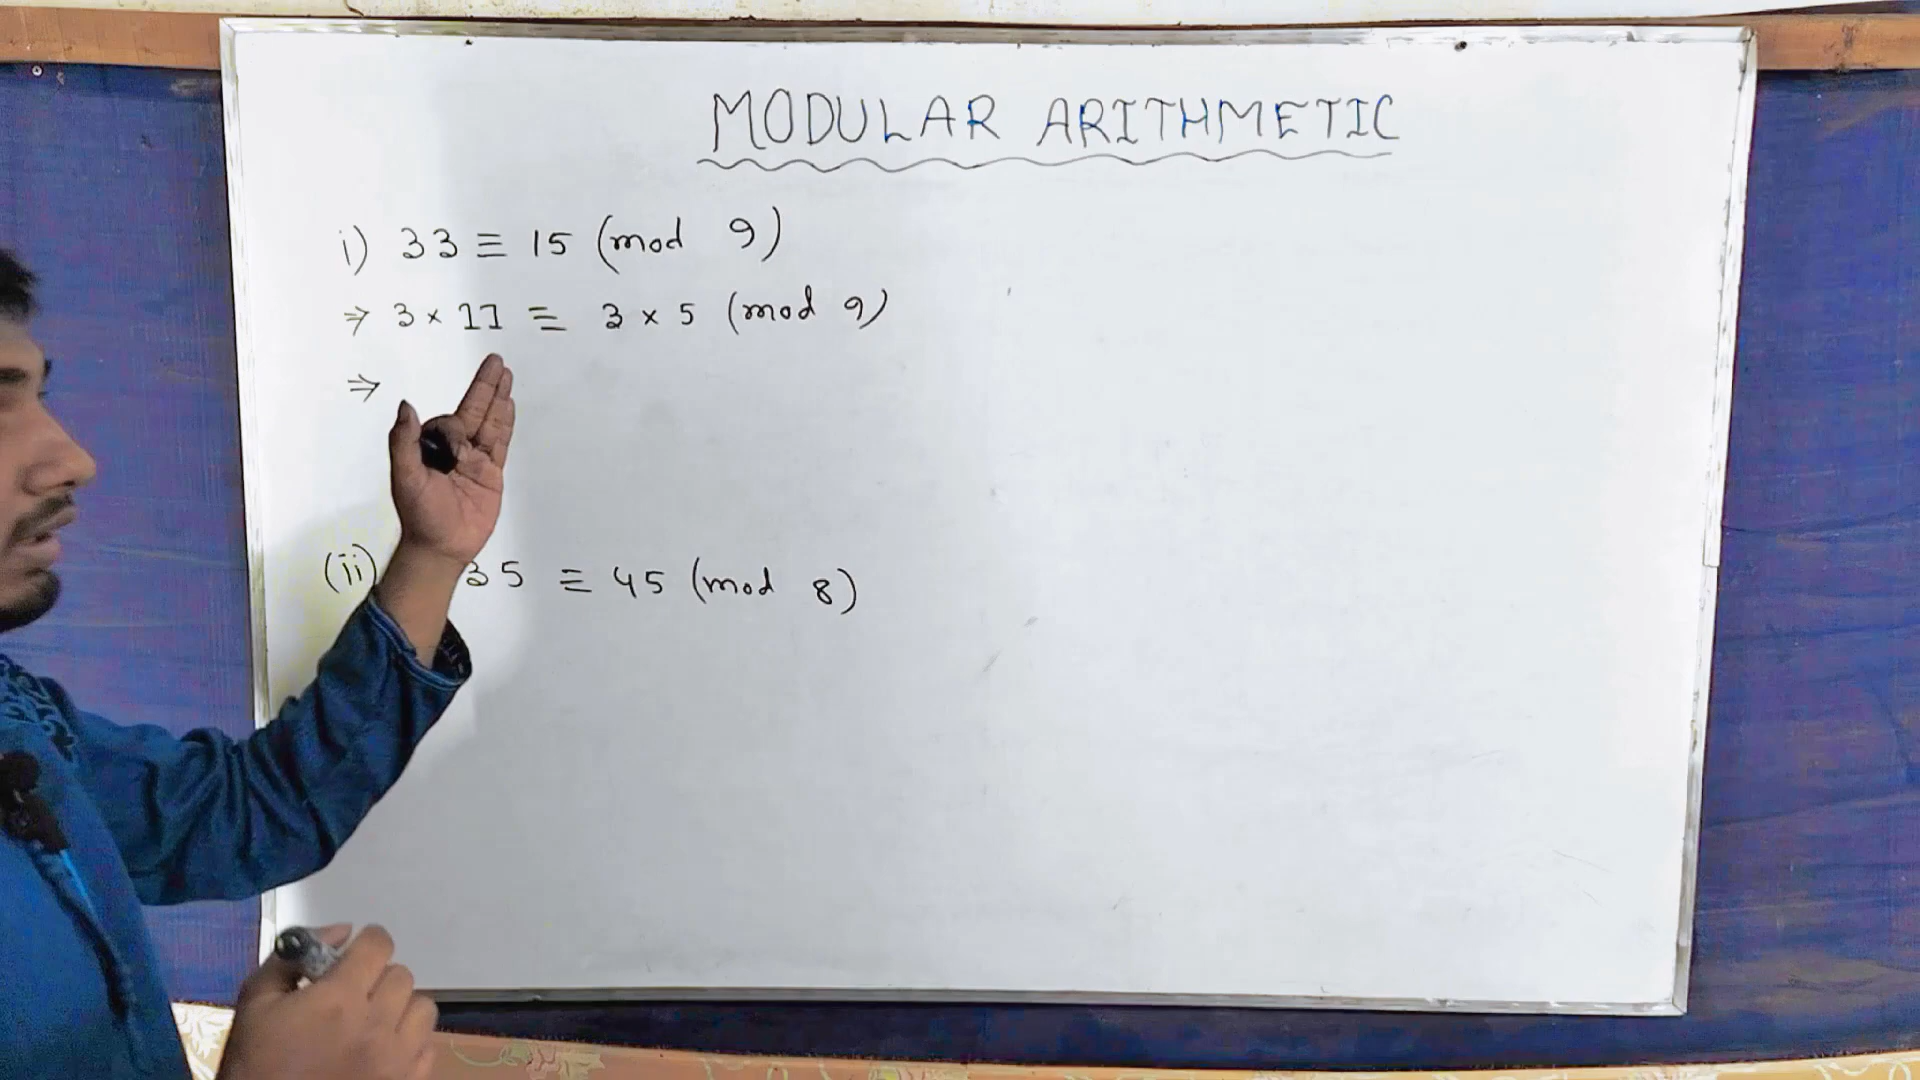 MODULAR ARITHMETIC
i) 33 ≡ 15 (mod 9)
⇒ 3 × 11 ≡ 3 × 5 (mod 9)
⇒
(ii) 35 ≡ 45 (mod 8)